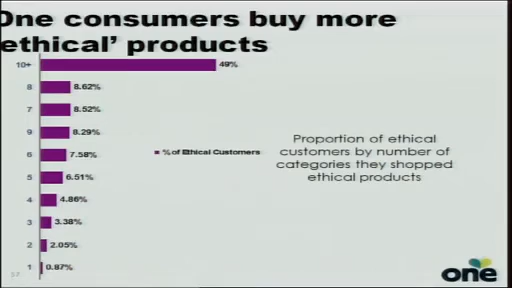 One consumers buy more
ethical' products
10+ 49%
8 8.62%
7 8.52%
9 8.29%
6 7.58%
5 6.51%
4 4.86%
3 3.38%
2 2.05%
1 0.87%
% of Ethical Customers
Proportion of ethical
customers by number of
categories they shopped
ethical products
one